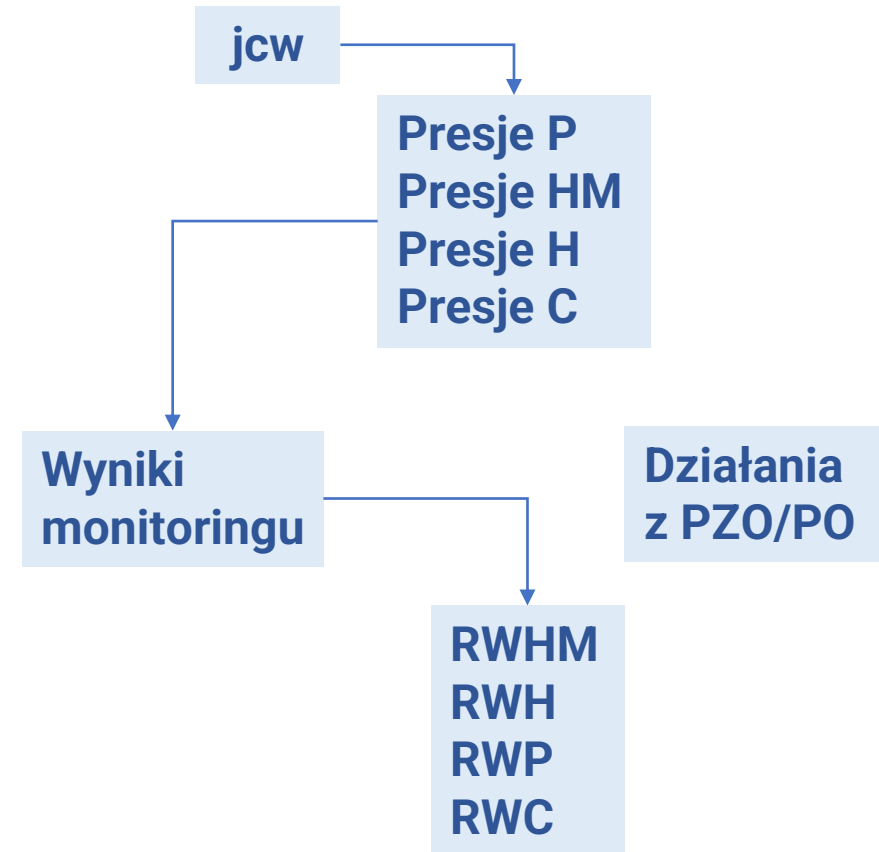 jcw
Presje P
Presje HM
Presje H
Presje C
Wyniki
monitoringu
Działania
z PZO/PO
RWHM
RWH
RWP
RWC